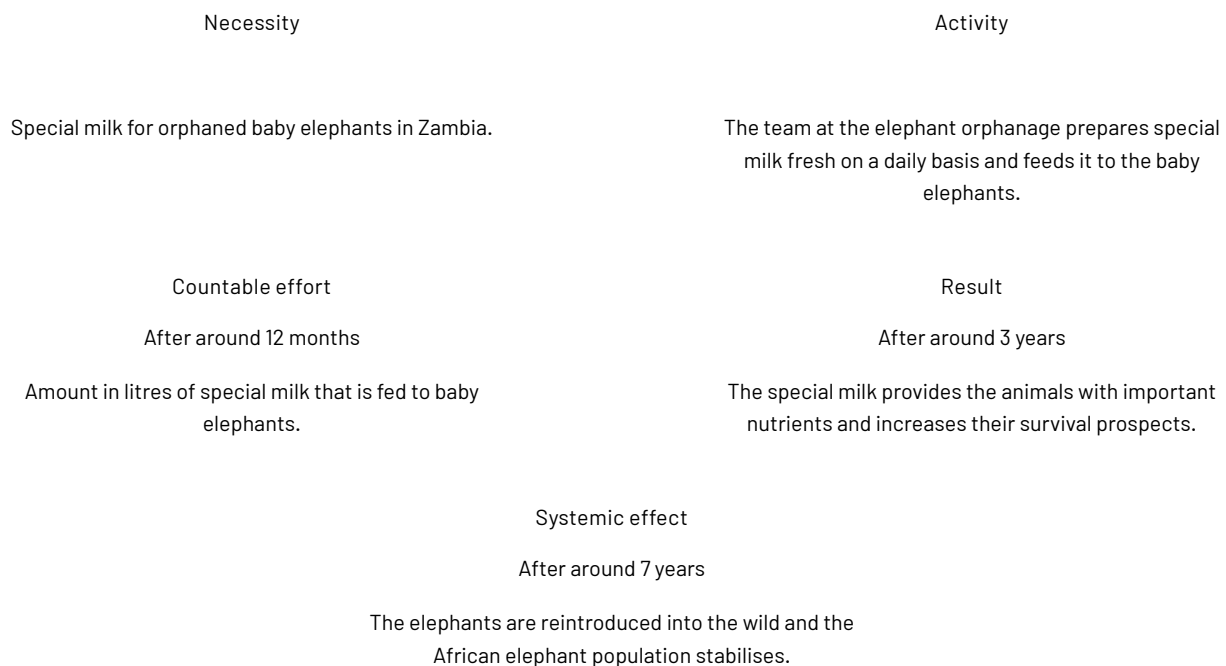 Necessity
Special milk for orphaned baby elephants in Zambia.
Activity
The team at the elephant orphanage prepares special
milk fresh on a daily basis and feeds it to the baby
elephants.
Countable effort
After around 12 months
Amount in litres of special milk that is fed to baby
elephants.
Result
After around 3 years
The special milk provides the animals with important
nutrients and increases their survival prospects.
Systemic effect
After around 7 years
The elephants are reintroduced into the wild and the
African elephant population stabilises.